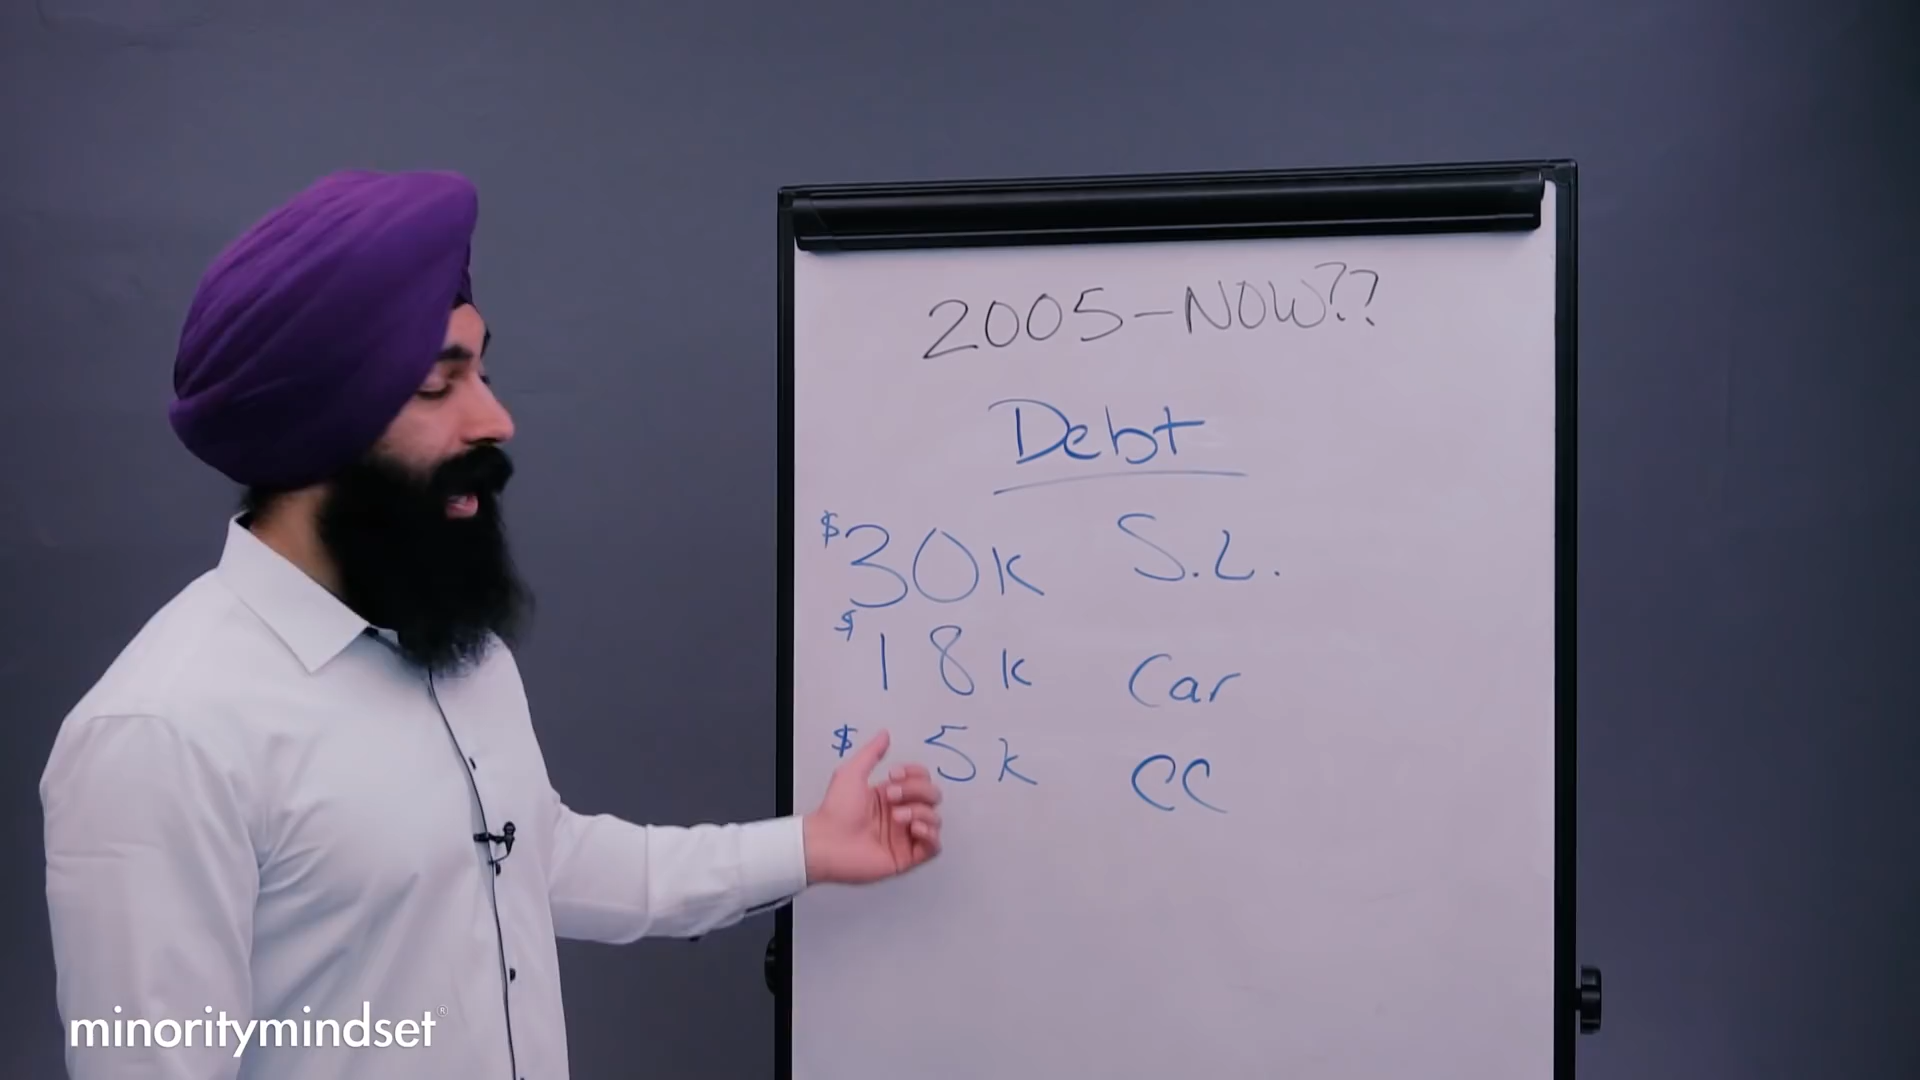 2005-NOW??
Debt
$30k S.L.
$18k Car
$5k CC
minoritymindset®